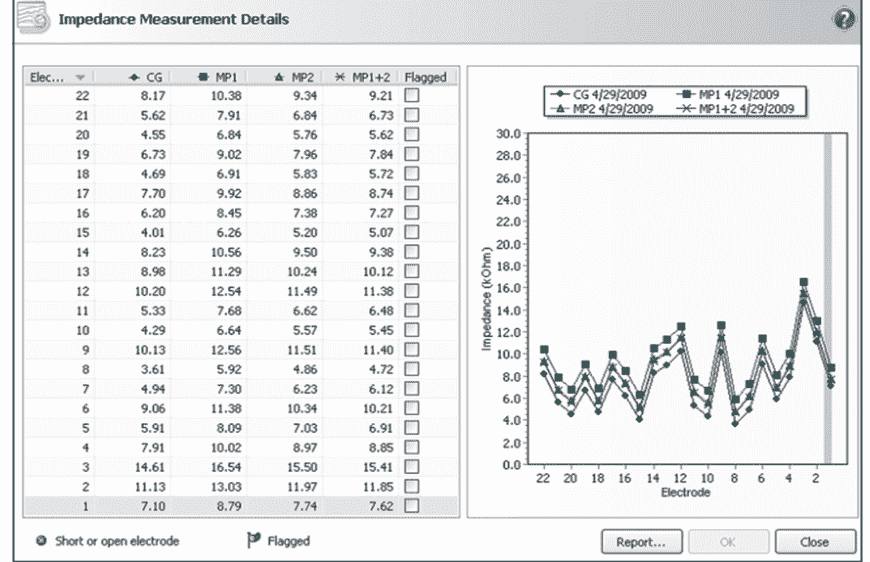 Impedance Measurement Details
?
Elec... CG MP1 MP2 MP1+2 Flagged
22 8.17 10.38 9.34 9.21
21 5.62 7.91 6.84 6.73
20 4.55 6.84 5.76 5.62
19 6.73 9.02 7.96 7.84
18 4.69 6.91 5.83 5.72
17 7.70 9.92 8.86 8.74
16 6.20 8.45 7.38 7.27
15 4.01 6.26 5.20 5.07
14 8.23 10.56 9.50 9.38
13 8.98 11.29 10.24 10.12
12 10.20 12.54 11.49 11.38
11 5.33 7.68 6.62 6.48
10 4.29 6.64 5.57 5.45
9 10.13 12.56 11.51 11.40
8 3.61 5.92 4.86 4.72
7 4.94 7.30 6.23 6.12
6 9.06 11.38 10.34 10.21
5 5.91 8.09 7.03 6.91
4 7.91 10.02 8.97 8.85
3 14.61 16.54 15.50 15.41
2 11.13 13.03 11.97 11.85
1 7.10 8.79 7.74 7.62
CG 4/29/2009 MP1 4/29/2009
MP2 4/29/2009 MP1+2 4/29/2009
30.0
28.0
26.0
24.0
22.0
20.0
18.0
16.0
14.0
12.0
10.0
8.0
6.0
4.0
2.0
0.0
Impedance (kOhm)
22 20 18 16 14 12 10 8 6 4 2
Electrode
Short or open electrode Flagged
Report... OK Close